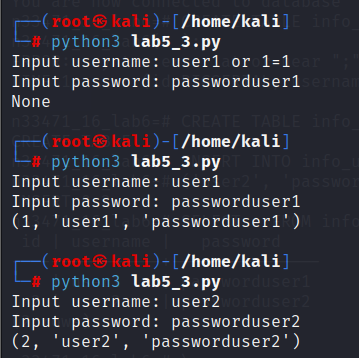 ┌──(root㉿kali)-[/home/kali]
└─# python3 lab5_3.py
Input username: user1 or 1=1
Input password: passworduser1
None
┌──(root㉿kali)-[/home/kali]
└─# python3 lab5_3.py
Input username: user1
Input password: passworduser1
(1, 'user1', 'passworduser1')
┌──(root㉿kali)-[/home/kali]
└─# python3 lab5_3.py
Input username: user2
Input password: passworduser2
(2, 'user2', 'passworduser2')